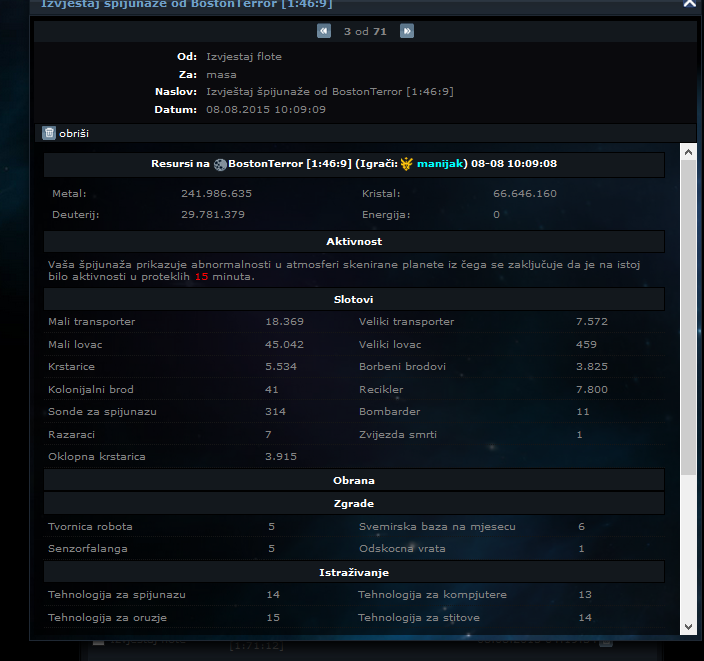 Izvjestaj spijunaze od BostonTerror [1:46:9]
3 od 71
Od: Izvjestaj flote
Za: masa
Naslov: Izvještaj špijunaže od BostonTerror [1:46:9]
Datum: 08.08.2015 10:09:09
obriši
Resursi na BostonTerror [1:46:9] (Igrači: manijak) 08-08 10:09:08
Metal: 241.986.635 Kristal: 66.646.160
Deuterij: 29.781.379 Energija: 0
Aktivnost
Vaša špijunaža prikazuje abnormalnosti u atmosferi skenirane planete iz čega se zaključuje da je na istoj
bilo aktivnosti u proteklih 15 minuta.
Slotovi
Mali transporter 18.369 Veliki transporter 7.572
Mali lovac 45.042 Veliki lovac 459
Krstarice 5.534 Borbeni brodovi 3.825
Kolonijalni brod 41 Recikler 7.800
Sonde za spijunazu 314 Bombarder 11
Razaraci 7 Zvijezda smrti 1
Oklopna krstarica 3.915
Obrana
Zgrade
Tvornica robota 5 Svemirska baza na mjesecu 6
Senzorfalanga 5 Odskocna vrata 1
Istraživanje
Tehnologija za spijunazu 14 Tehnologija za kompjutere 13
Tehnologija za oruzje 15 Tehnologija za stitove 14
[1:71:12]